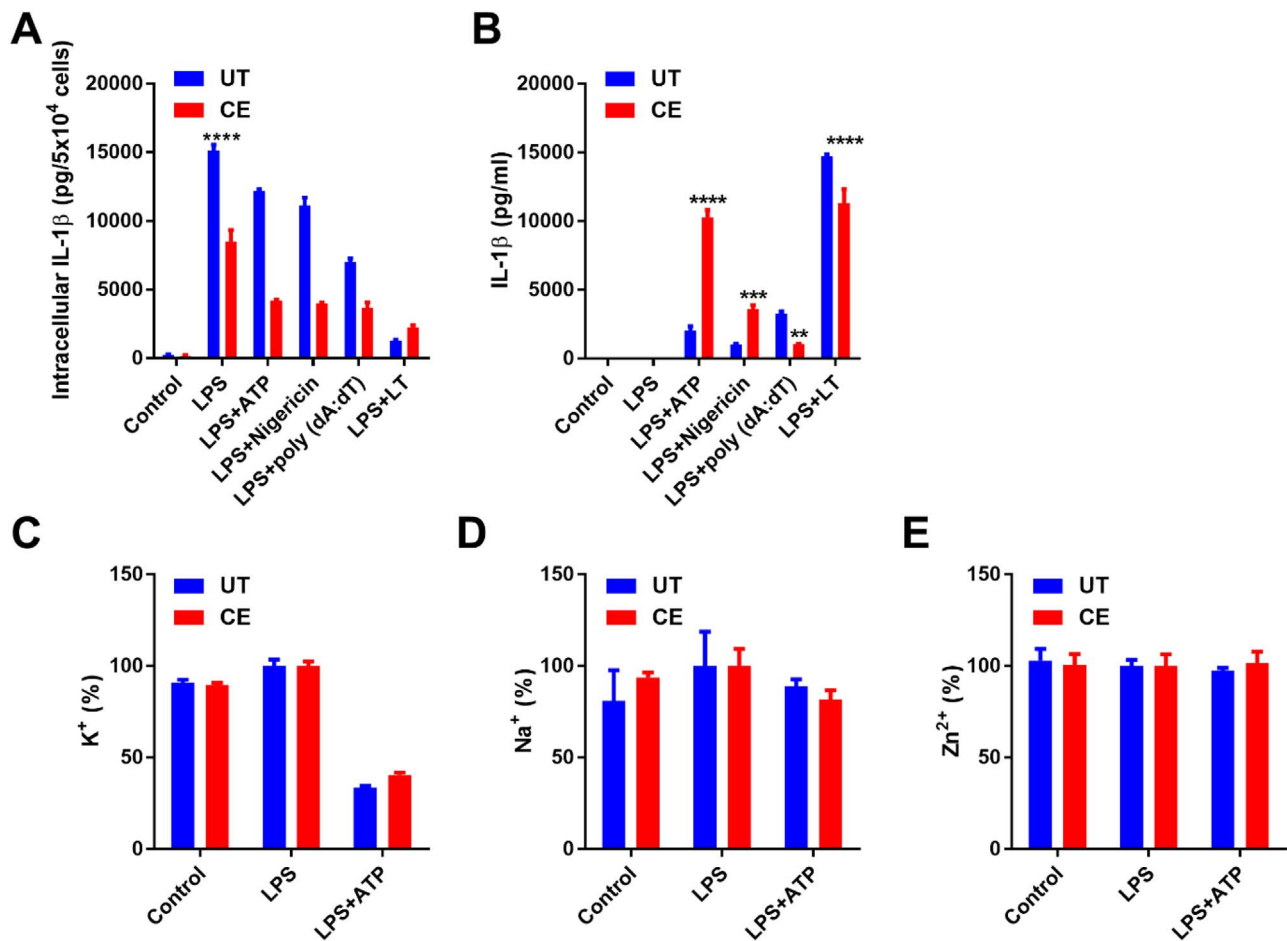 A
Intracellular IL-1β (pg/5x10⁴ cells)
UT
CE
20000
15000
10000
5000
0
****
Control
LPS
LPS+ATP
LPS+Nigericin
LPS+poly (dA:dT)
LPS+LT
B
IL-1β (pg/ml)
UT
CE
20000
15000
10000
5000
0
****
***
**
****
Control
LPS
LPS+ATP
LPS+Nigericin
LPS+poly (dA:dT)
LPS+LT
C
K⁺ (%)
UT
CE
150
100
50
0
Control
LPS
LPS+ATP
D
Na⁺ (%)
UT
CE
150
100
50
0
Control
LPS
LPS+ATP
E
Zn²⁺ (%)
UT
CE
150
100
50
0
Control
LPS
LPS+ATP